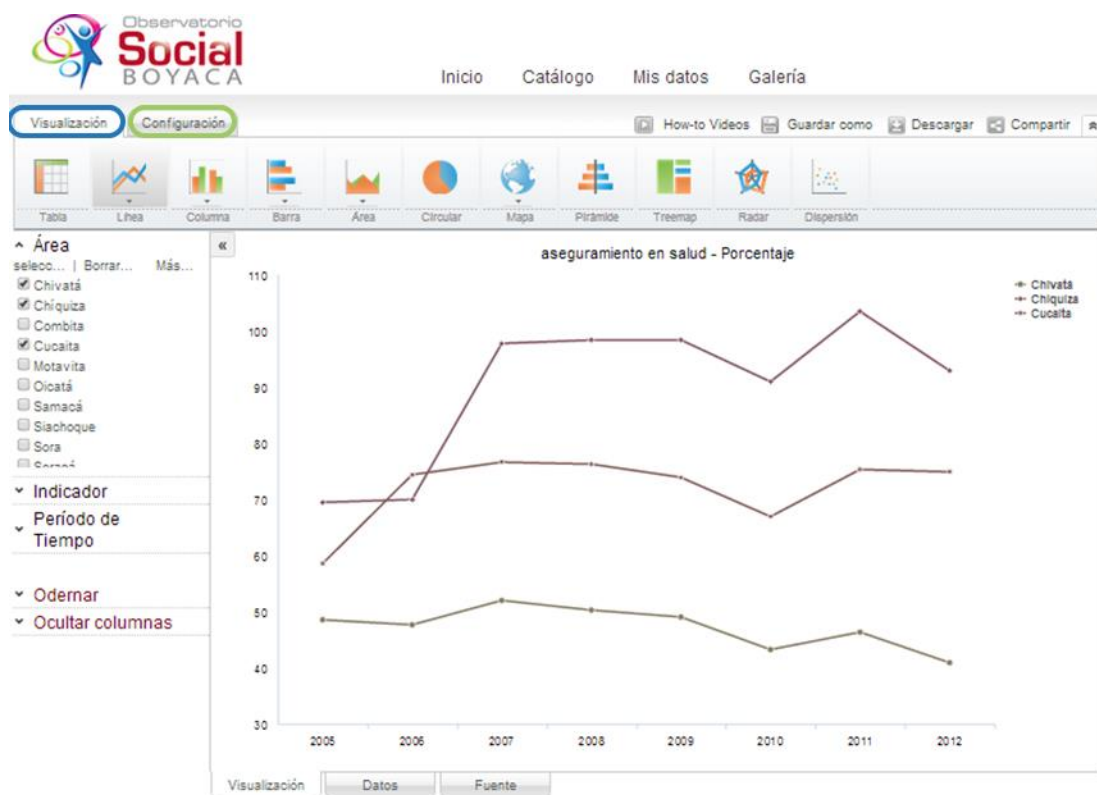 Observatorio
Social
BOYACA
Inicio Catálogo Mis datos Galería
Visualización Configuración How-to Videos Guardar como Descargar Compartir
Tabla Línea Columna Barra Área Circular Mapa Pirámide Treemap Radar Dispersión
Área
selecc... | Borrar... Más...
Chivatá
Chíquiza
Combita
Cucaita
Motavita
Oicatá
Samacá
Siachoque
Sora
Indicador
Período de
Tiempo
Odernar
Ocultar columnas
aseguramiento en salud - Porcentaje
Chivatá
Chíquiza
Cucaita
110
100
90
80
70
60
50
40
30
2005 2006 2007 2008 2009 2010 2011 2012
Visualización Datos Fuente